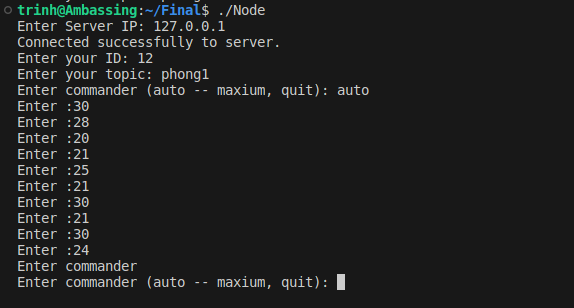 trinh@Ambassing:~/Final$ ./Node
Enter Server IP: 127.0.0.1
Connected successfully to server.
Enter your ID: 12
Enter your topic: phong1
Enter commander (auto -- maxium, quit): auto
Enter :30
Enter :28
Enter :20
Enter :21
Enter :25
Enter :21
Enter :30
Enter :21
Enter :30
Enter :24
Enter commander
Enter commander (auto -- maxium, quit):